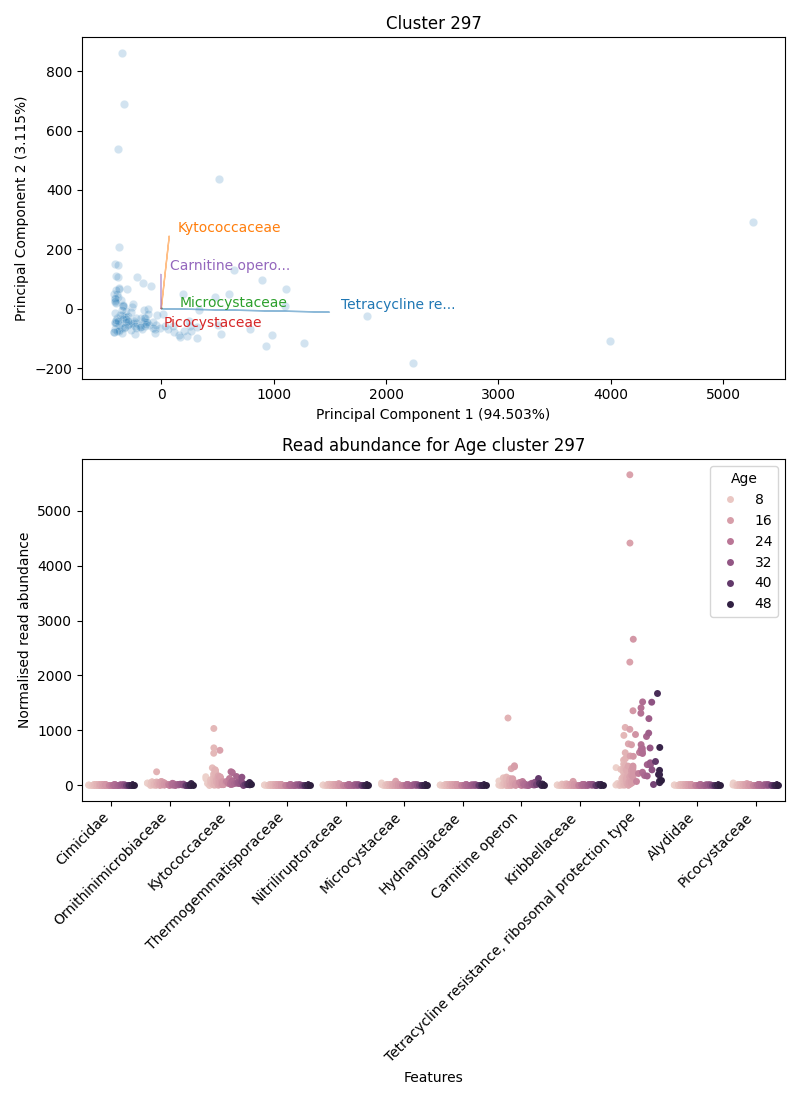 Cluster 297
800
600
400
200
0
−200
Principal Component 2 (3.115%)
Kytococcaceae
Carnitine opero...
Microcystaceae
Tetracycline re...
Picocystaceae
0 1000 2000 3000 4000 5000
Principal Component 1 (94.503%)
Read abundance for Age cluster 297
5000
4000
3000
2000
1000
0
Normalised read abundance
Age
8
16
24
32
40
48
Cimicidae
Ornithinimicrobiaceae
Kytococcaceae
Thermogemmatisporaceae
Nitriliruptoraceae
Microcystaceae
Hydnangiaceae
Carnitine operon
Kribbellaceae
Tetracycline resistance, ribosomal protection type
Alydidae
Picocystaceae
Features